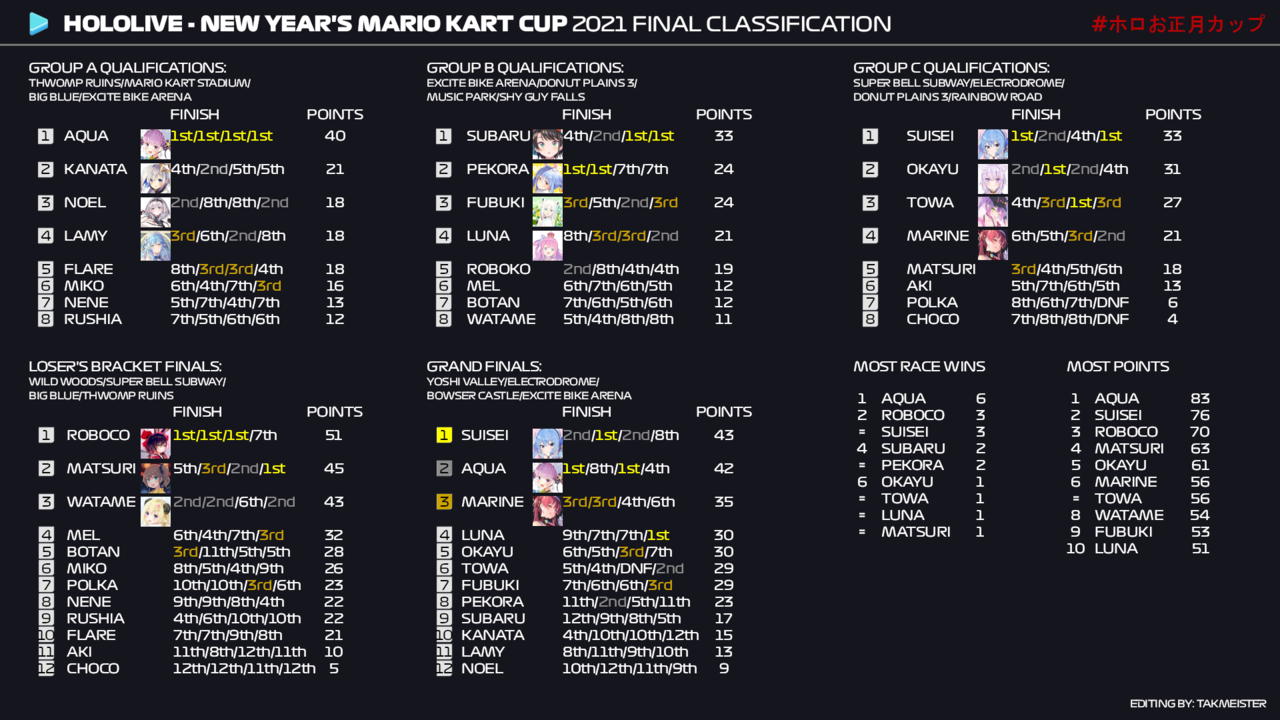 HOLOLIVE - NEW YEAR'S MARIO KART CUP 2021 FINAL CLASSIFICATION
#ホロお正月カップ
GROUP A QUALIFICATIONS:
THWOMP RUINS/MARIO KART STADIUM/
BIG BLUE/EXCITE BIKE ARENA
FINISH POINTS
1 AQUA 1st/1st/1st/1st 40
2 KANATA 4th/2nd/5th/5th 21
3 NOEL 2nd/8th/8th/2nd 18
4 LAMY 3rd/6th/2nd/8th 18
5 FLARE 8th/3rd/3rd/4th 18
6 MIKO 6th/4th/7th/3rd 16
7 NENE 5th/7th/4th/7th 13
8 RUSHIA 7th/5th/6th/6th 12
GROUP B QUALIFICATIONS:
EXCITE BIKE ARENA/DONUT PLAINS 3/
MUSIC PARK/SHY GUY FALLS
FINISH POINTS
1 SUBARU 4th/2nd/1st/1st 33
2 PEKORA 1st/1st/7th/7th 24
3 FUBUKI 3rd/5th/2nd/3rd 24
4 LUNA 8th/3rd/3rd/2nd 21
5 ROBOKO 2nd/8th/4th/4th 19
6 MEL 6th/7th/6th/5th 12
7 BOTAN 7th/6th/5th/6th 12
8 WATAME 5th/4th/8th/8th 11
GROUP C QUALIFICATIONS:
SUPER BELL SUBWAY/ELECTRODROME/
DONUT PLAINS 3/RAINBOW ROAD
FINISH POINTS
1 SUISEI 1st/2nd/4th/1st 33
2 OKAYU 2nd/1st/2nd/4th 31
3 TOWA 4th/3rd/1st/3rd 27
4 MARINE 6th/5th/3rd/2nd 21
5 MATSURI 3rd/4th/5th/6th 18
6 AKI 5th/7th/6th/5th 13
7 POLKA 8th/6th/7th/DNF 6
8 CHOCO 7th/8th/8th/DNF 4
LOSER'S BRACKET FINALS:
WILD WOODS/SUPER BELL SUBWAY/
BIG BLUE/THWOMP RUINS
FINISH POINTS
1 ROBOCO 1st/1st/1st/7th 51
2 MATSURI 5th/3rd/2nd/1st 45
3 WATAME 2nd/2nd/6th/2nd 43
4 MEL 6th/4th/7th/3rd 32
5 BOTAN 3rd/11th/5th/5th 28
6 MIKO 8th/5th/4th/9th 26
7 POLKA 10th/10th/3rd/6th 23
8 NENE 9th/9th/8th/4th 22
9 RUSHIA 4th/6th/10th/10th 22
10 FLARE 7th/7th/9th/8th 21
11 AKI 11th/8th/12th/11th 10
12 CHOCO 12th/12th/11th/12th 5
GRAND FINALS:
YOSHI VALLEY/ELECTRODROME/
BOWSER CASTLE/EXCITE BIKE ARENA
FINISH POINTS
1 SUISEI 2nd/1st/2nd/8th 43
2 AQUA 1st/8th/1st/4th 42
3 MARINE 3rd/3rd/4th/6th 35
4 LUNA 9th/7th/7th/1st 30
5 OKAYU 6th/5th/3rd/7th 30
6 TOWA 5th/4th/DNF/2nd 29
7 FUBUKI 7th/6th/6th/3rd 29
8 PEKORA 11th/2nd/5th/11th 23
9 SUBARU 12th/9th/8th/5th 17
10 KANATA 4th/10th/10th/12th 15
11 LAMY 8th/11th/9th/10th 13
12 NOEL 10th/12th/11th/9th 9
MOST RACE WINS
1 AQUA 6
2 ROBOCO 3
= SUISEI 3
4 SUBARU 2
= PEKORA 2
6 OKAYU 1
= TOWA 1
= LUNA 1
= MATSURI 1
MOST POINTS
1 AQUA 83
2 SUISEI 76
3 ROBOCO 70
4 MATSURI 63
5 OKAYU 61
6 MARINE 56
= TOWA 56
8 WATAME 54
9 FUBUKI 53
10 LUNA 51
EDITING BY: TAKMEISTER